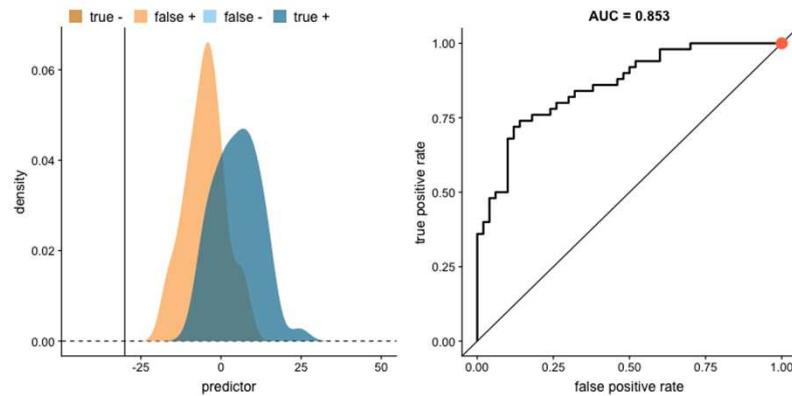 true - false + false - true +
density
0.06
0.04
0.02
0.00
-25 0 25 50
predictor
AUC = 0.853
true positive rate
1.00
0.75
0.50
0.25
0.00
0.00 0.25 0.50 0.75 1.00
false positive rate